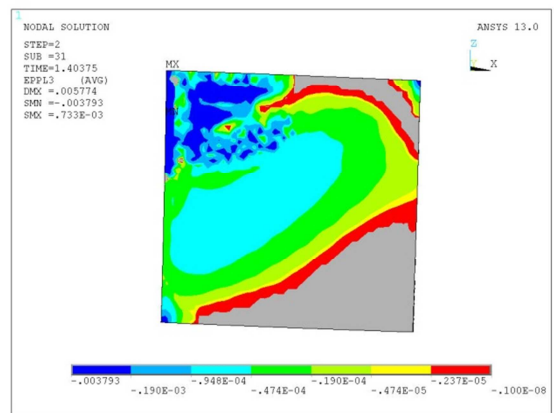 1
NODAL SOLUTION
ANSYS 13.0
STEP=2
SUB =31
TIME=1.40375
EPPL3 (AVG)
DMX =.005774
SMN =-.003793
SMX =.733E-03
Z
Y X
MX
-.003793 -.948E-04 -.190E-04 -.237E-05
-.190E-03 -.474E-04 -.474E-05 -.100E-08